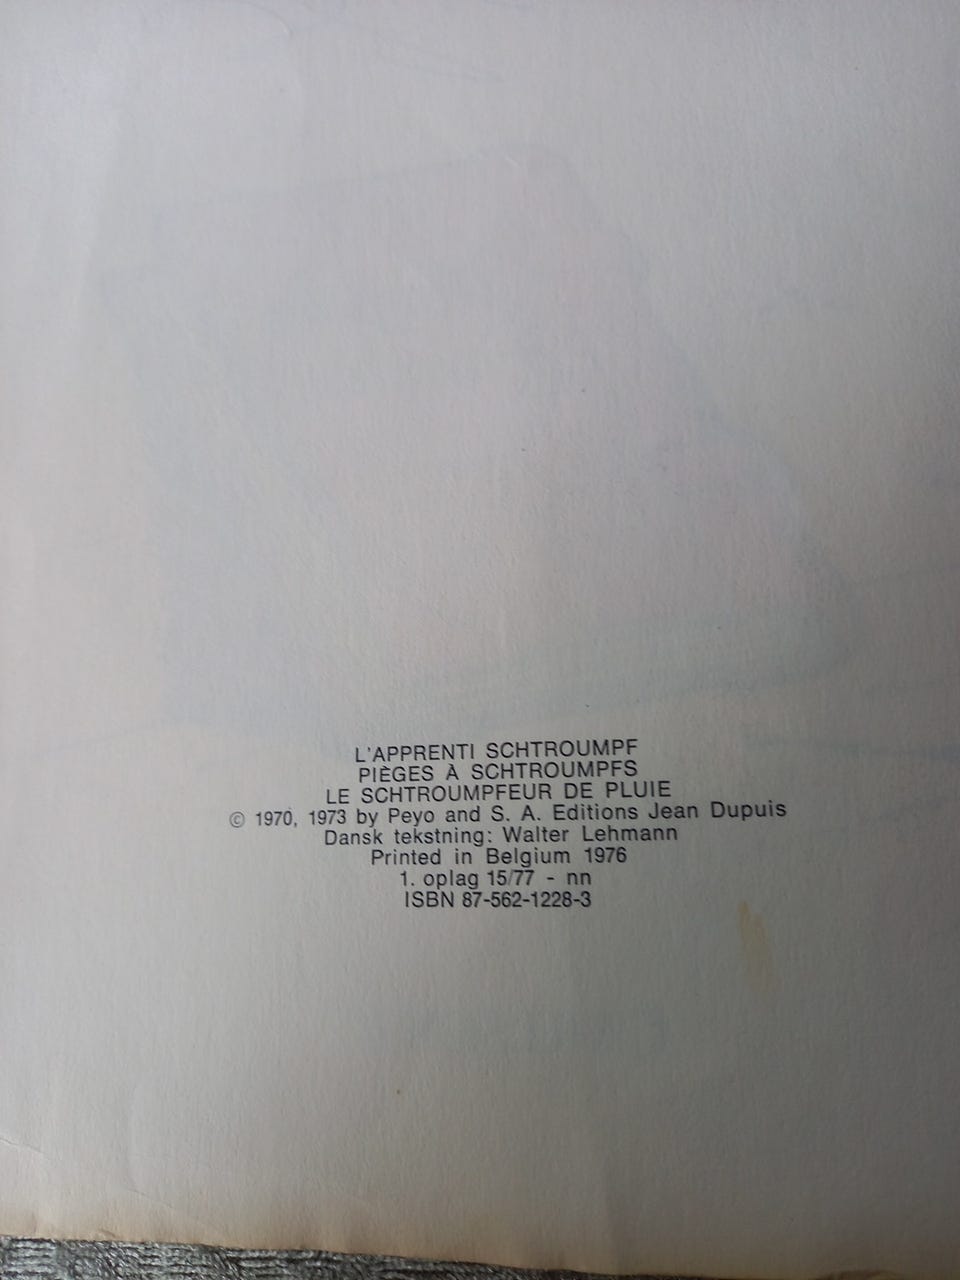 L'APPRENTI SCHTROUMPF
PIÈGES À SCHTROUMPFS
LE SCHTROUMPFEUR DE PLUIE
© 1970, 1973 by Peyo and S. A. Editions Jean Dupuis
Dansk tekstning: Walter Lehmann
Printed in Belgium 1976
1. oplag 15/77 - nn
ISBN 87-562-1228-3